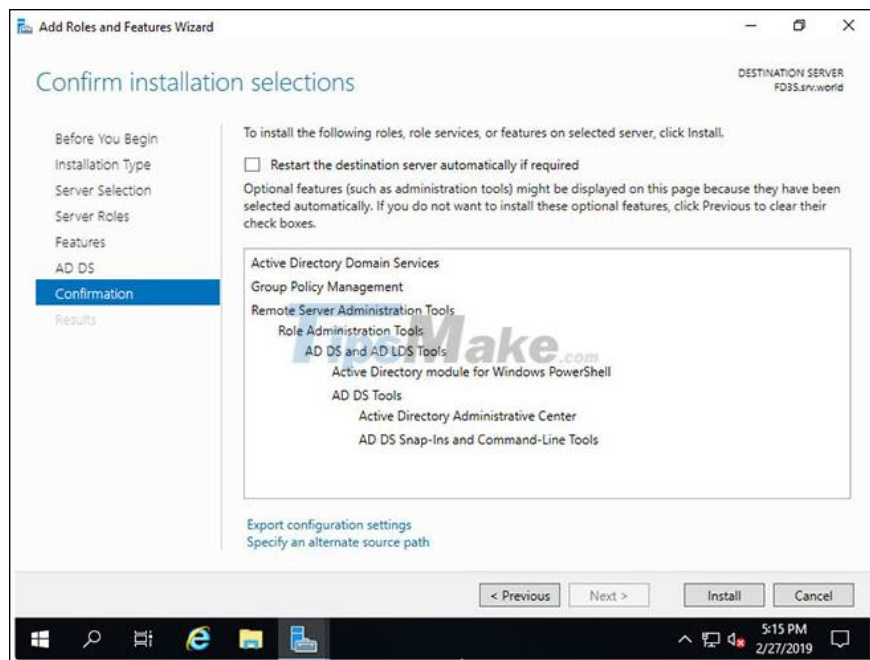 Add Roles and Features Wizard
Confirm installation selections
DESTINATION SERVER
FD3S.srv.world
Before You Begin
Installation Type
Server Selection
Server Roles
Features
AD DS
Confirmation
Results
To install the following roles, role services, or features on selected server, click Install.
Restart the destination server automatically if required
Optional features (such as administration tools) might be displayed on this page because they have been
selected automatically. If you do not want to install these optional features, click Previous to clear their
check boxes.
Active Directory Domain Services
Group Policy Management
Remote Server Administration Tools
Role Administration Tools
AD DS and AD LDS Tools
Active Directory module for Windows PowerShell
AD DS Tools
Active Directory Administrative Center
AD DS Snap-Ins and Command-Line Tools
TipsMake.com
Export configuration settings
Specify an alternate source path
< Previous
Next >
Install
Cancel
5:15 PM
2/27/2019